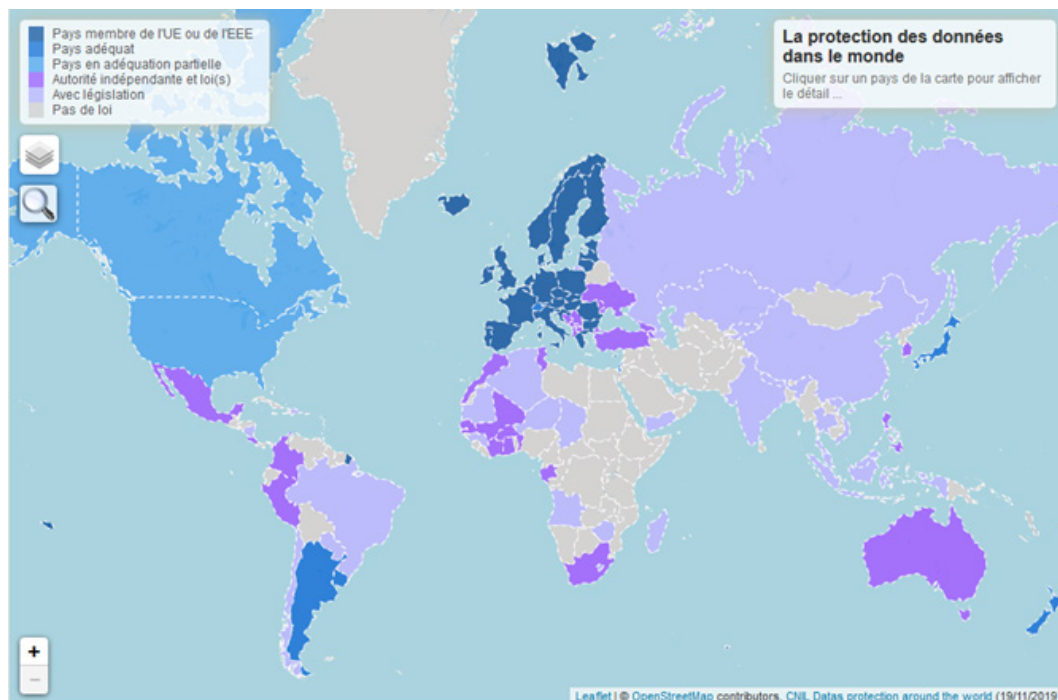 Pays membre de l'UE ou de l'EEE
Pays adéquat
Pays en adéquation partielle
Autorité indépendante et loi(s)
Avec législation
Pas de loi
La protection des données
dans le monde
Cliquer sur un pays de la carte pour afficher
le détail ...
+
−
Leaflet | © OpenStreetMap contributors, CNIL Datas protection around the world (19/11/2019